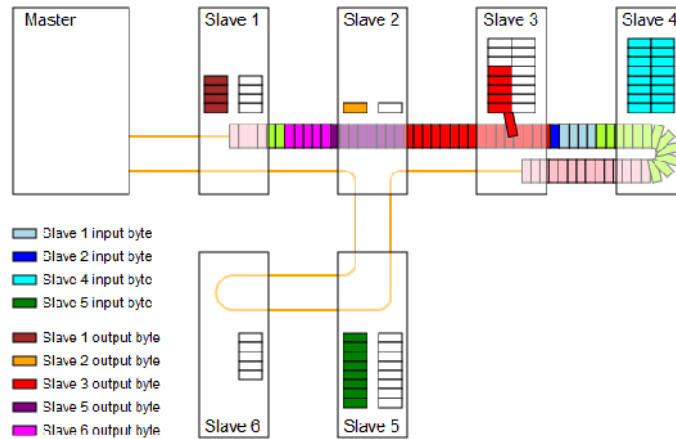 Master
Slave 1
Slave 2
Slave 3
Slave 4
Slave 1 input byte
Slave 2 input byte
Slave 4 input byte
Slave 5 input byte
Slave 1 output byte
Slave 2 output byte
Slave 3 output byte
Slave 5 output byte
Slave 6 output byte
Slave 6
Slave 5